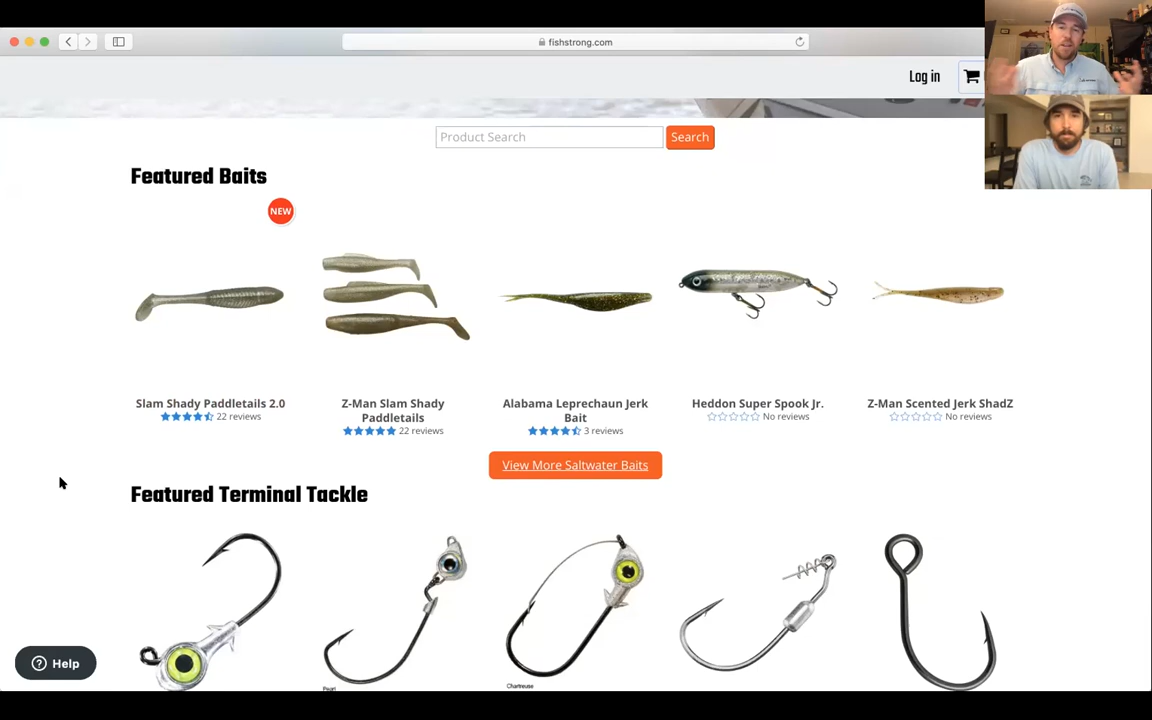 fishstrong.com
Log in
Product Search
Search
Featured Baits
NEW
Slam Shady Paddletails 2.0
22 reviews
Z-Man Slam Shady
Paddletails
22 reviews
Alabama Leprechaun Jerk
Bait
3 reviews
Heddon Super Spook Jr.
No reviews
Z-Man Scented Jerk ShadZ
No reviews
View More Saltwater Baits
Featured Terminal Tackle
Pearl
Chartreuse
Help